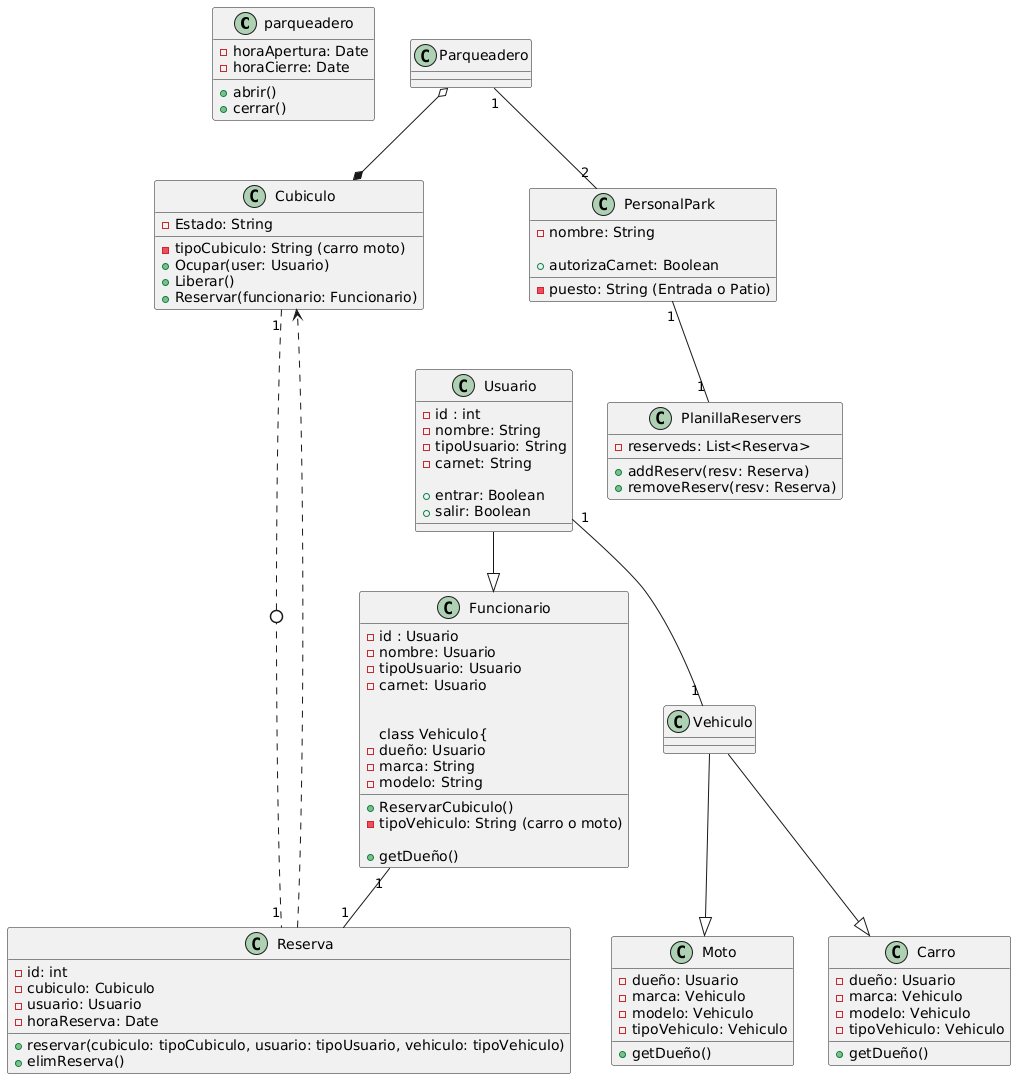 C parqueadero
horaApertura: Date
horaCierre: Date
abrir()
cerrar()
C Parqueadero
1
2
C Cubiculo
Estado: String
tipoCubiculo: String (carro moto)
Ocupar(user: Usuario)
Liberar()
Reservar(funcionario: Funcionario)
1
C PersonalPark
nombre: String
autorizaCarnet: Boolean
puesto: String (Entrada o Patio)
1
1
C Usuario
id : int
nombre: String
tipoUsuario: String
carnet: String
entrar: Boolean
salir: Boolean
1
C PlanillaReservers
reserveds: List<Reserva>
addReserv(resv: Reserva)
removeReserv(resv: Reserva)
C Funcionario
id : Usuario
nombre: Usuario
tipoUsuario: Usuario
carnet: Usuario
class Vehiculo{
dueño: Usuario
marca: String
modelo: String
ReservarCubiculo()
tipoVehiculo: String (carro o moto)
getDueño()
1
1
C Vehiculo
1
1
C Reserva
id: int
cubiculo: Cubiculo
usuario: Usuario
horaReserva: Date
reservar(cubiculo: tipoCubiculo, usuario: tipoUsuario, vehiculo: tipoVehiculo)
elimReserva()
C Moto
dueño: Usuario
marca: Vehiculo
modelo: Vehiculo
tipoVehiculo: Vehiculo
getDueño()
C Carro
dueño: Usuario
marca: Vehiculo
modelo: Vehiculo
tipoVehiculo: Vehiculo
getDueño()